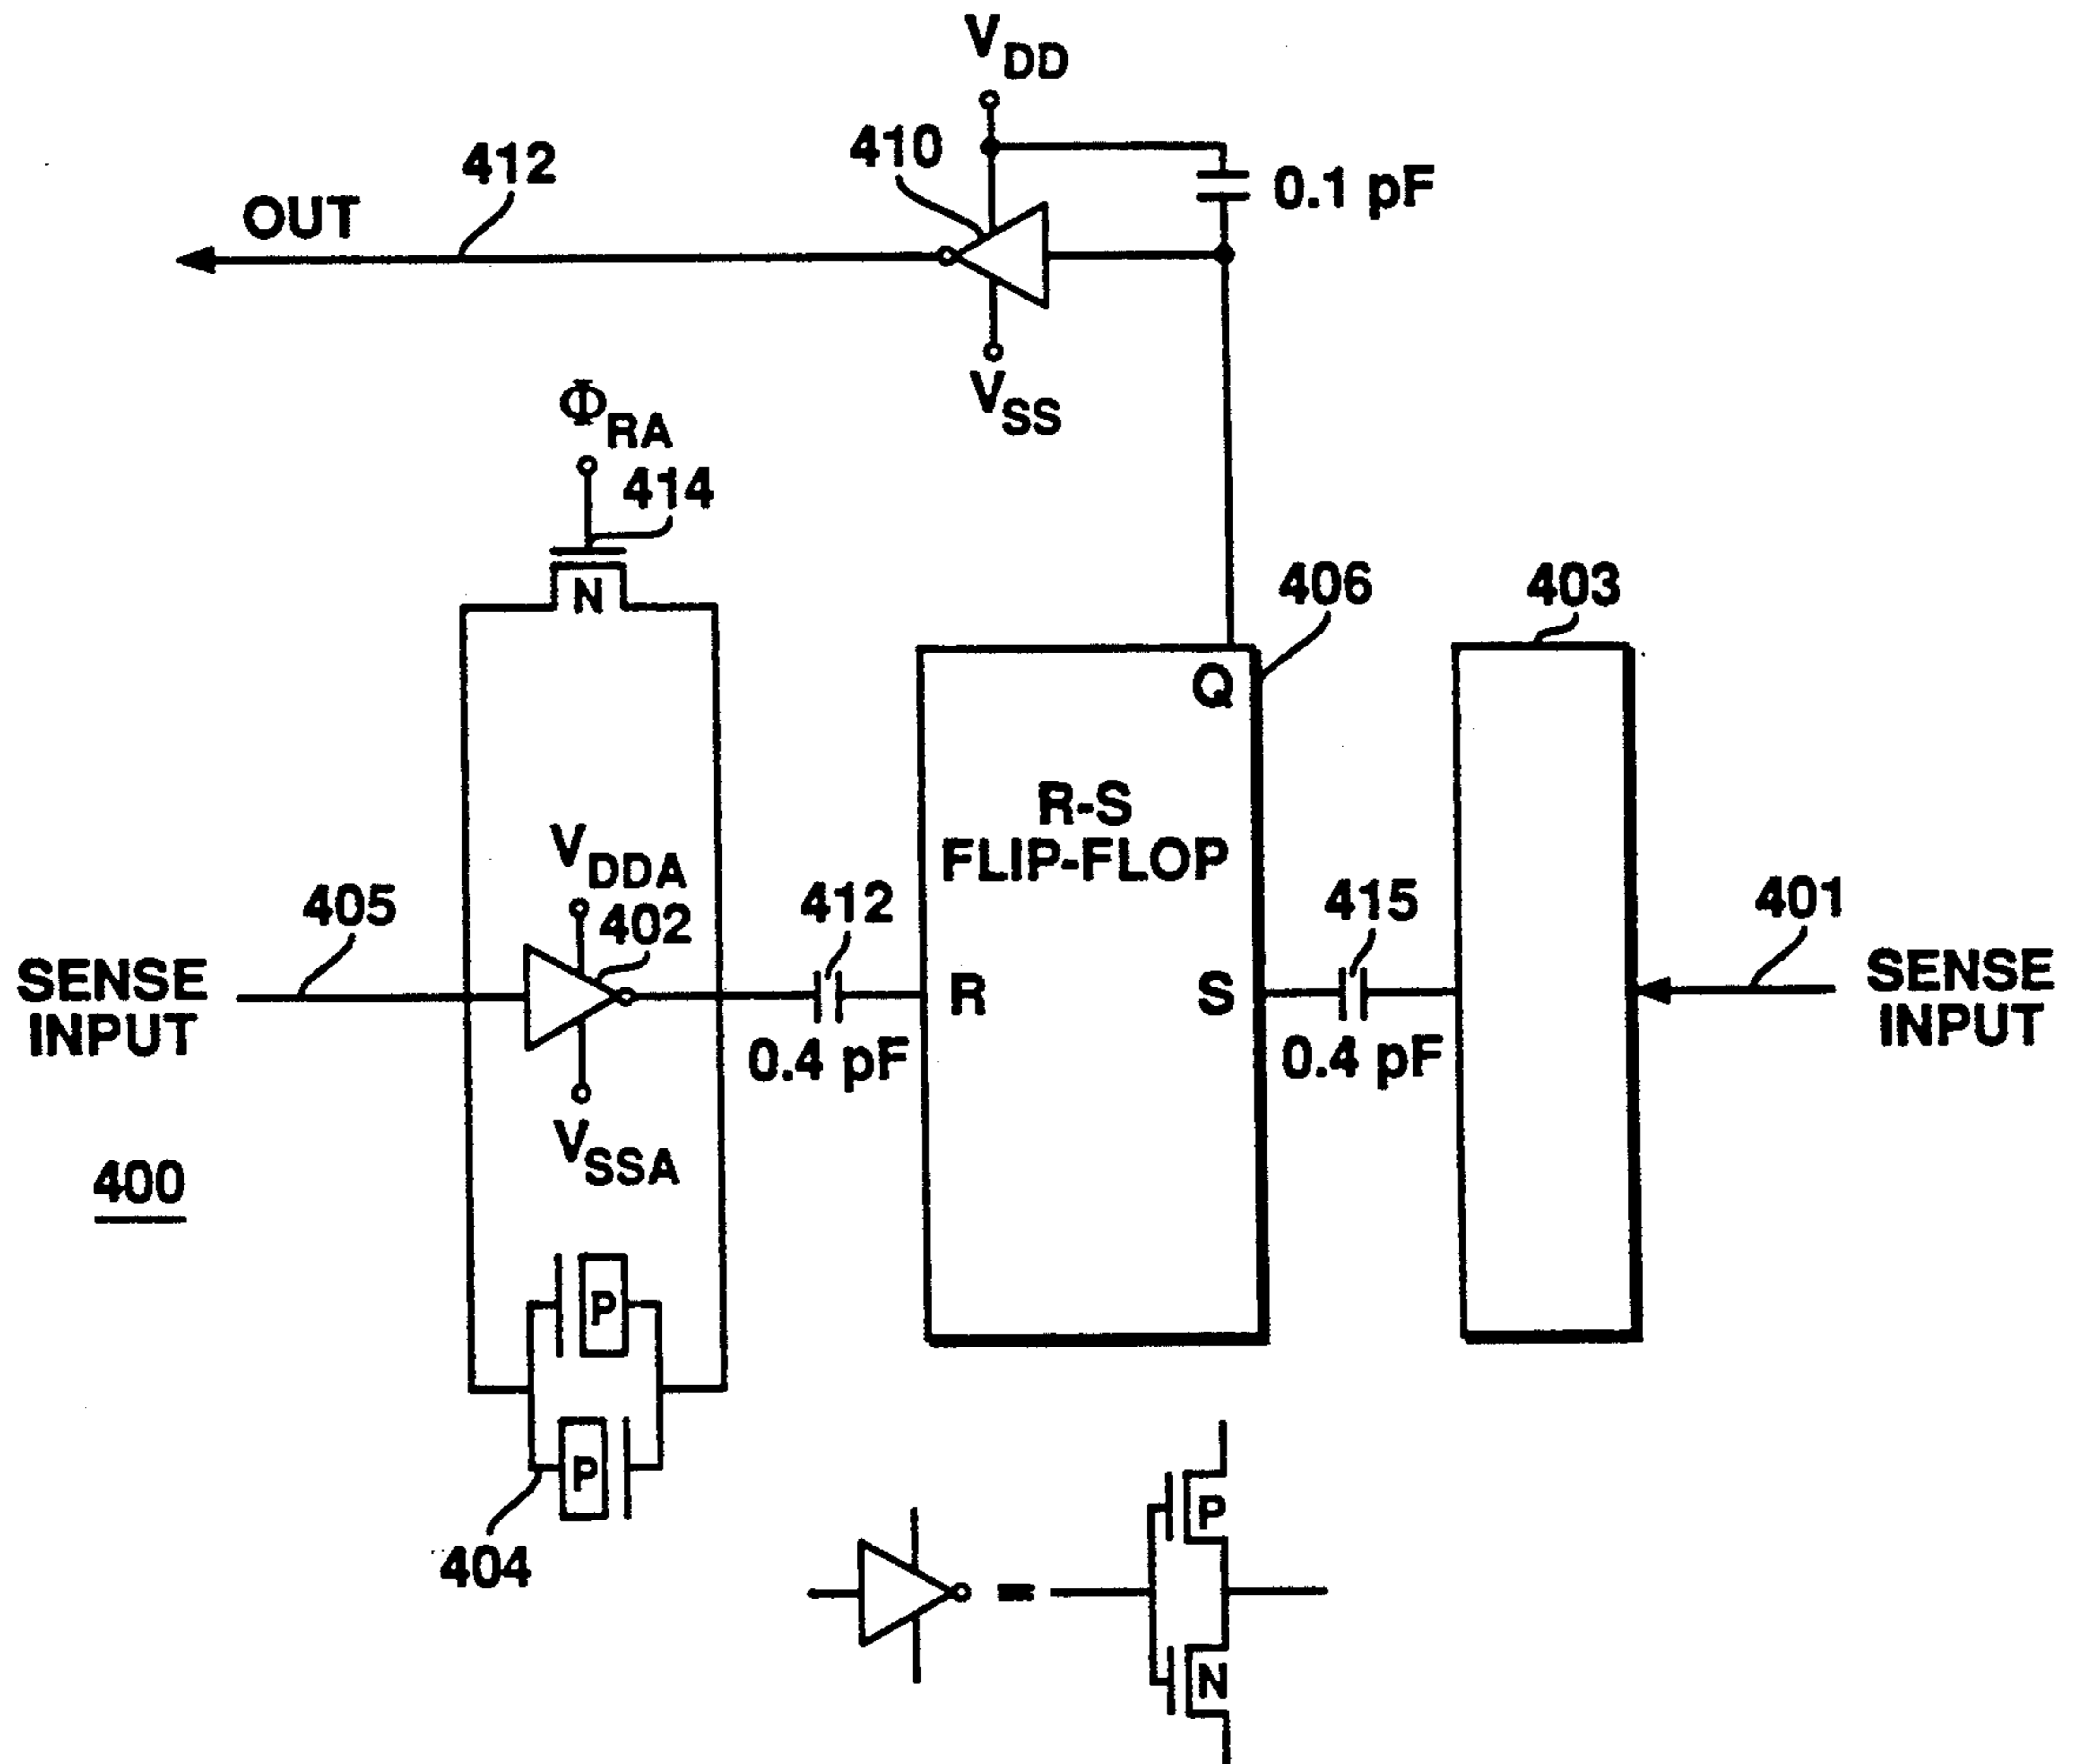 VDD
410
412
0.1 pF
OUT
VSS
ΦRA
414
N
406
403
Q
R-S
FLIP-FLOP
VDDA
402
405
412
415
401
SENSE
INPUT
R
S
SENSE
INPUT
0.4 pF
0.4 pF
VSSA
400
P
P
404
=
P
N